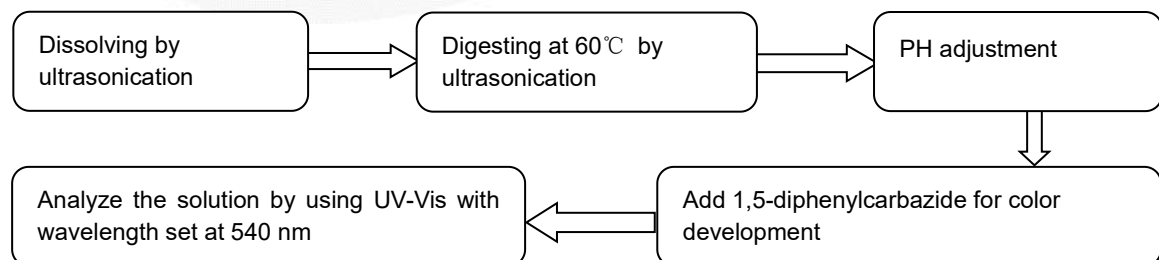 Dissolving by
ultrasonication
Digesting at 60℃ by
ultrasonication
PH adjustment
Add 1,5-diphenylcarbazide for color
development
Analyze the solution by using UV-Vis with
wavelength set at 540 nm